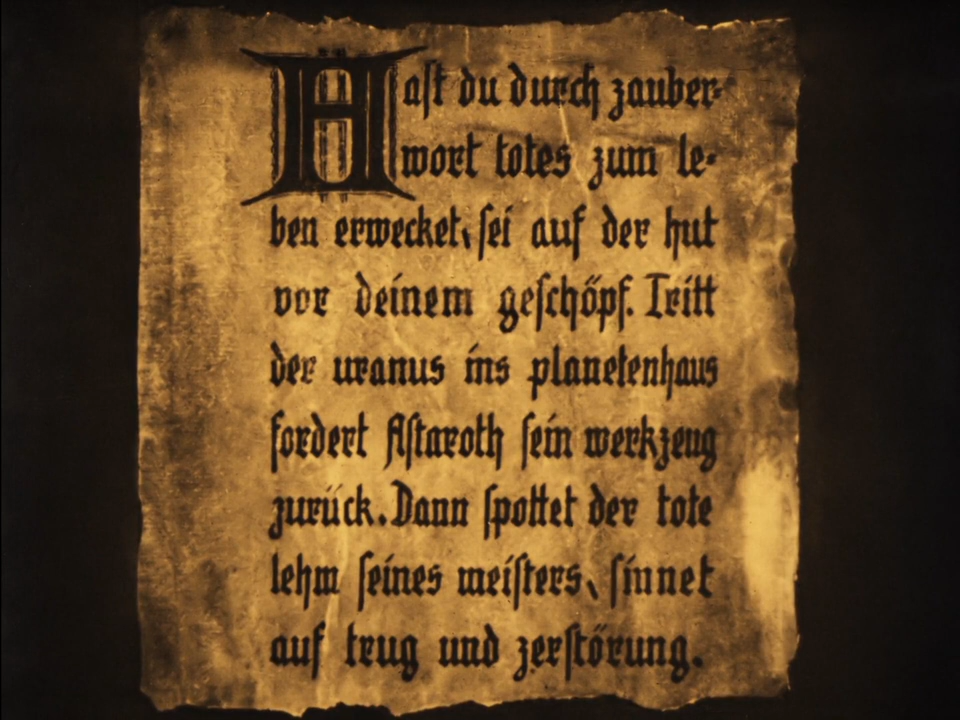 Hast du durch zauber-
wort totes zum le-
ben erwecket, sei auf der hut
vor deinem geschöpf. Tritt
der uranus ins planetenhaus
fordert Astaroth sein werkzeug
zurück. Dann spottet der tote
lehm seines meisters, sinnet
auf trug und zerstörung.